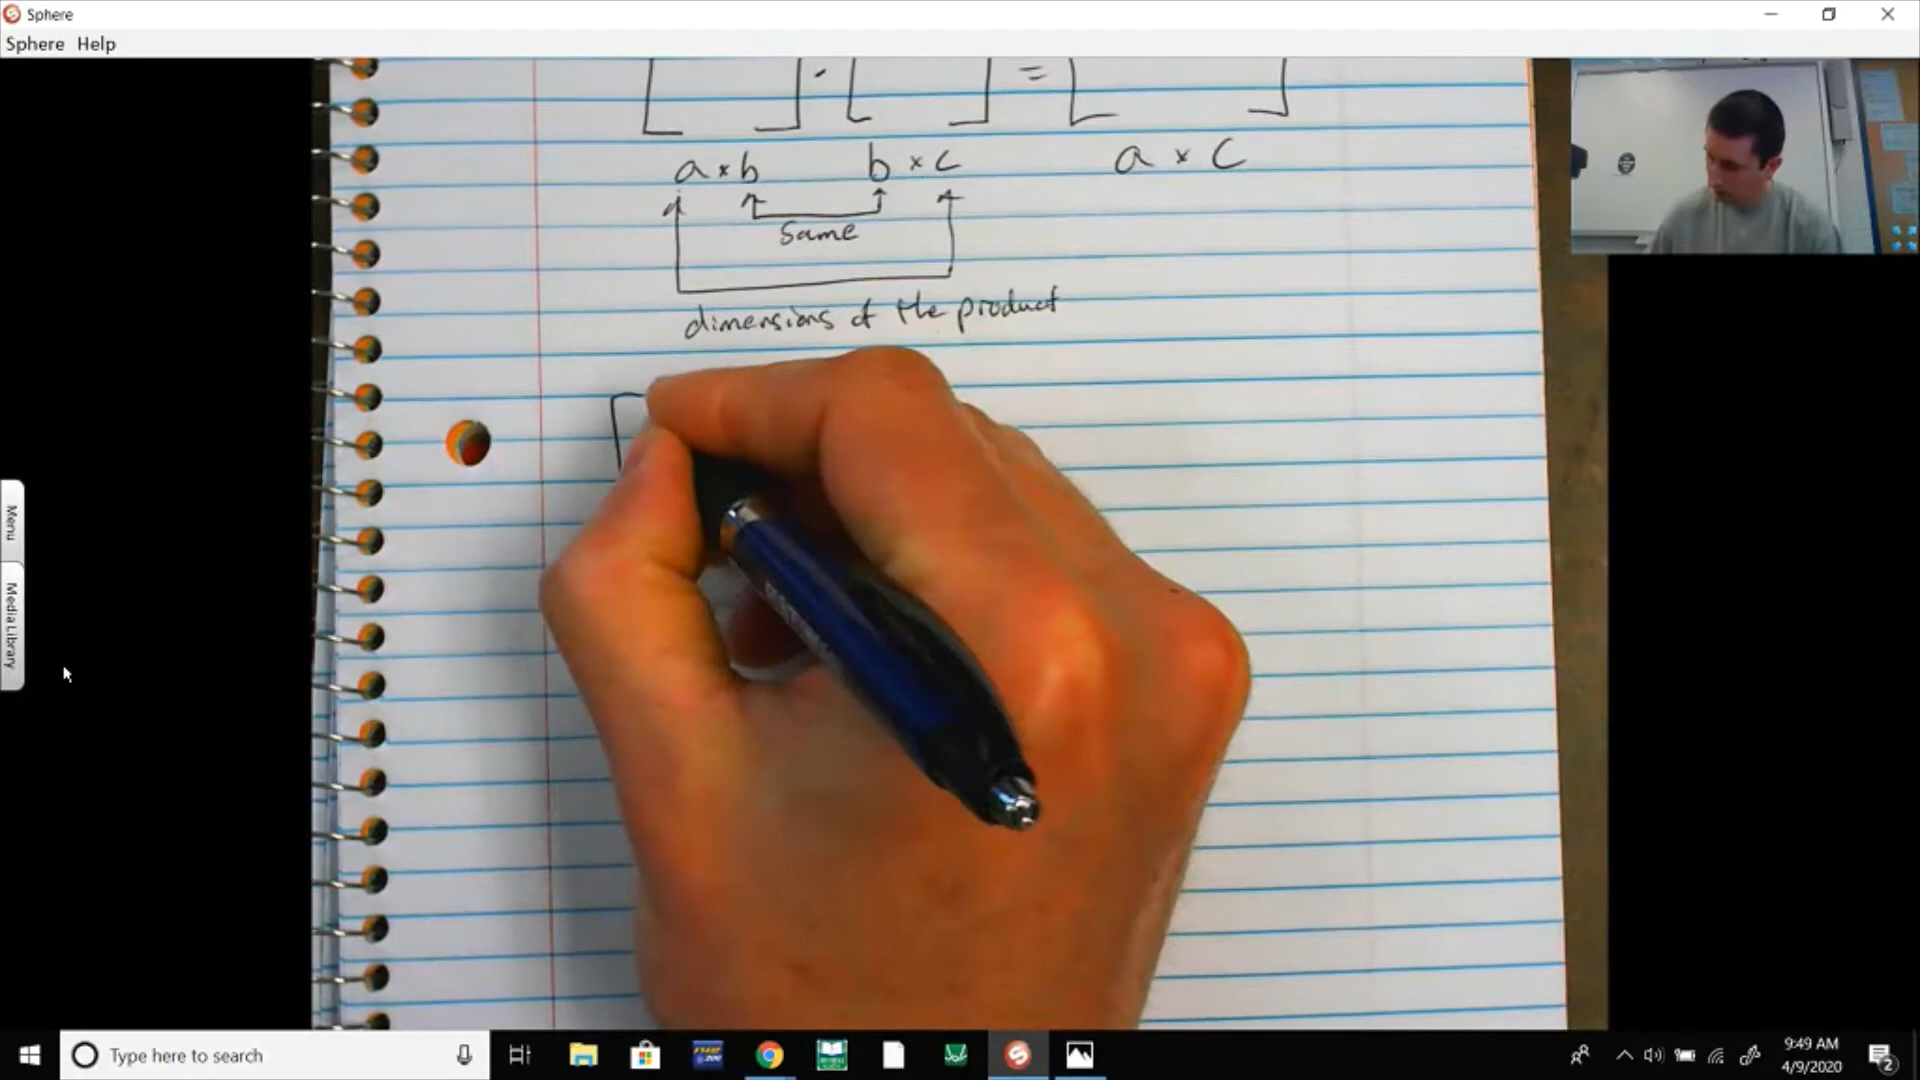 Sphere
Sphere Help
[ ] · [ ] = [ ]
a × b b × c a × c
same
dimensions of the product
Menu
Media Library
Type here to search
9:49 AM
4/9/2020
2